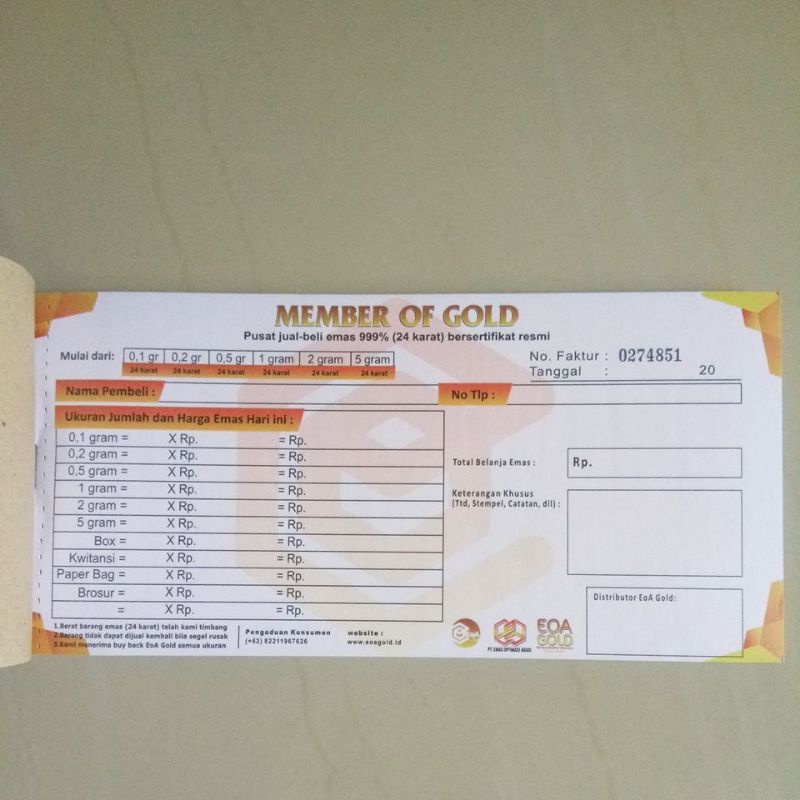 MEMBER OF GOLD
Pusat jual-beli emas 999% (24 karat) bersertifikat resmi
Mulai dari: 0,1 gr 0,2 gr 0,5 gr 1 gram 2 gram 5 gram
24 karat 24 karat 24 karat 24 karat 24 karat 24 karat
No. Faktur : 0274851
Tanggal : 20
Nama Pembeli : No Tlp :
Ukuran Jumlah dan Harga Emas Hari ini :
0,1 gram = X Rp. = Rp.
0,2 gram = X Rp. = Rp.
0,5 gram = X Rp. = Rp.
1 gram = X Rp. = Rp.
2 gram = X Rp. = Rp.
5 gram = X Rp. = Rp.
Box = X Rp. = Rp.
Kwitansi = X Rp. = Rp.
Paper Bag = X Rp. = Rp.
Brosur = X Rp. = Rp.
= X Rp. = Rp.
Total Belanja Emas : Rp.
Keterangan Khusus
(Ttd, Stempel, Catatan, dll) :
Distributor EoA Gold:
1.Berat barang emas (24 karat) telah kami timbang
2.Barang tidak dapat dijual kembali bila segel rusak
3.Kami menerima buy back EoA Gold semua ukuran
Pengaduan Konsumen
(+62) 82211967626
website :
www.eoagold.id
PT. EMAS OPTIMASI ABADI
EOA
GOLD